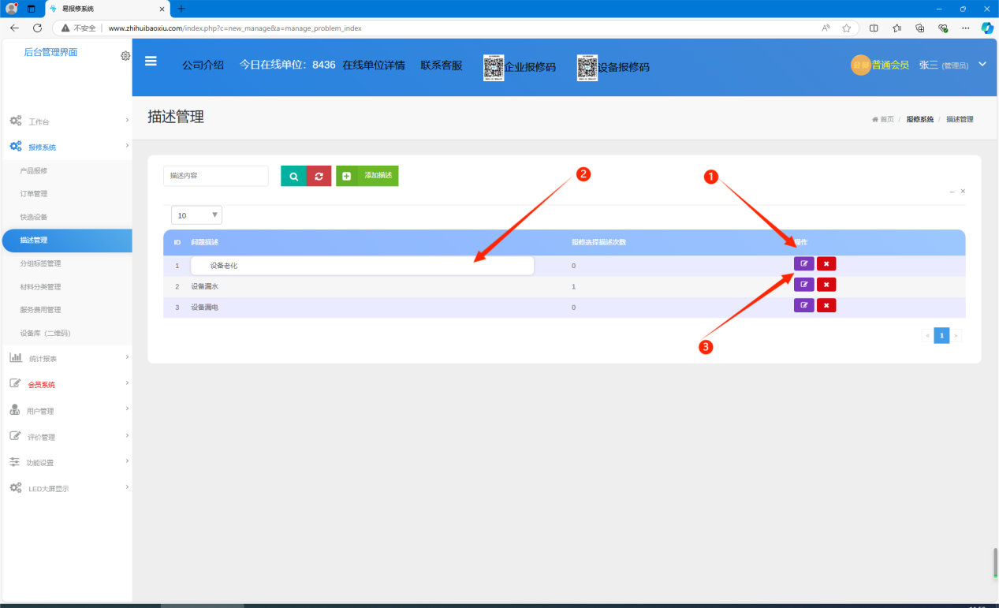 易报修系统
不安全 www.zhihuibaoxiu.com/index.php?c=new_manage&a=manage_problem_index
后台管理界面
公司介绍 今日在线单位：8436 在线单位详情 联系客服 企业报修码 设备报修码 普通会员 张三 (管理员)
描述管理
首页 / 报修系统 / 描述管理
工作台
报修系统
产品报修
订单管理
快选设备
描述管理
分组标签管理
材料分类管理
服务费用管理
设备库（二维码）
统计报表
会员系统
用户管理
评价管理
功能设置
LED大屏显示
描述内容 添加描述
2
1
10
ID 问题描述 报修选择描述次数 操作
1 设备老化 0
2 设备漏水 1
3 设备漏电 0
« 1 »
3